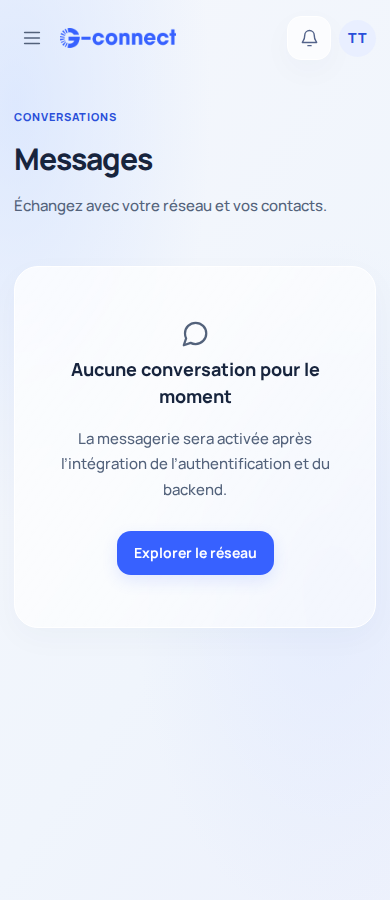 G-connect
TT
CONVERSATIONS
Messages
Échangez avec votre réseau et vos contacts.
Aucune conversation pour le
moment
La messagerie sera activée après
l’intégration de l’authentification et du
backend.
Explorer le réseau